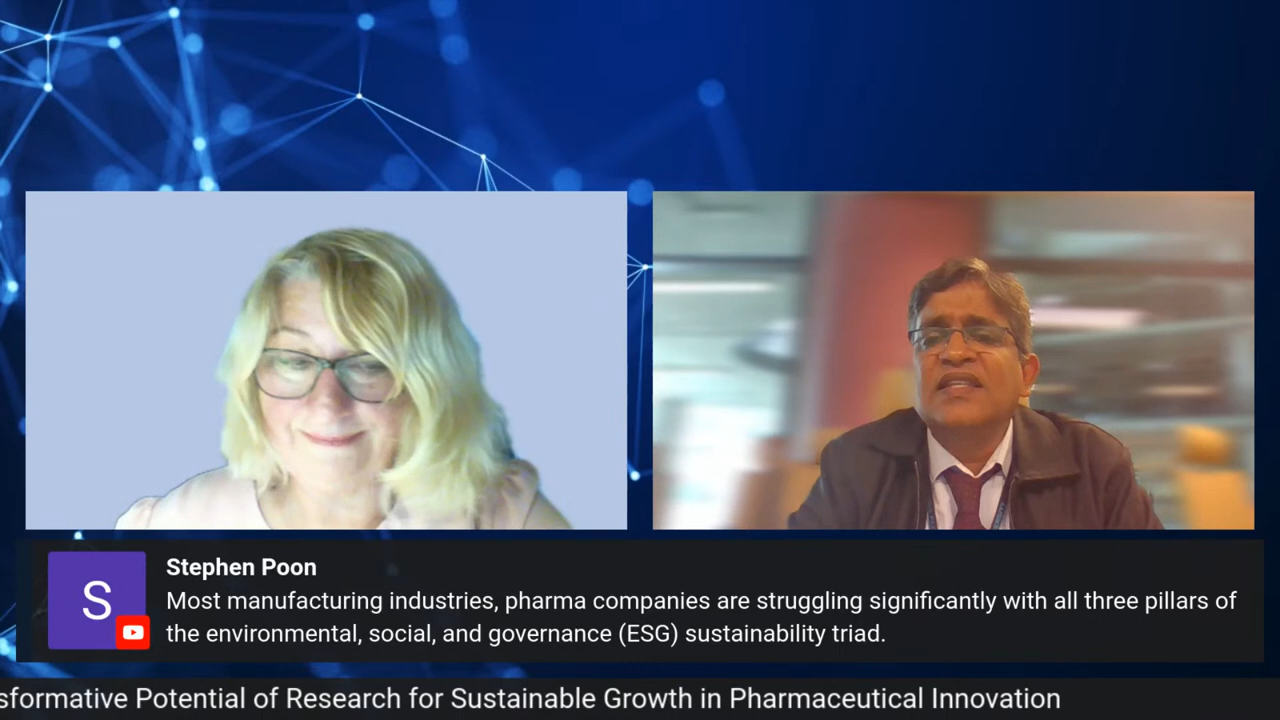 S
Stephen Poon
Most manufacturing industries, pharma companies are struggling significantly with all three pillars of
the environmental, social, and governance (ESG) sustainability triad.
sformative Potential of Research for Sustainable Growth in Pharmaceutical Innovation